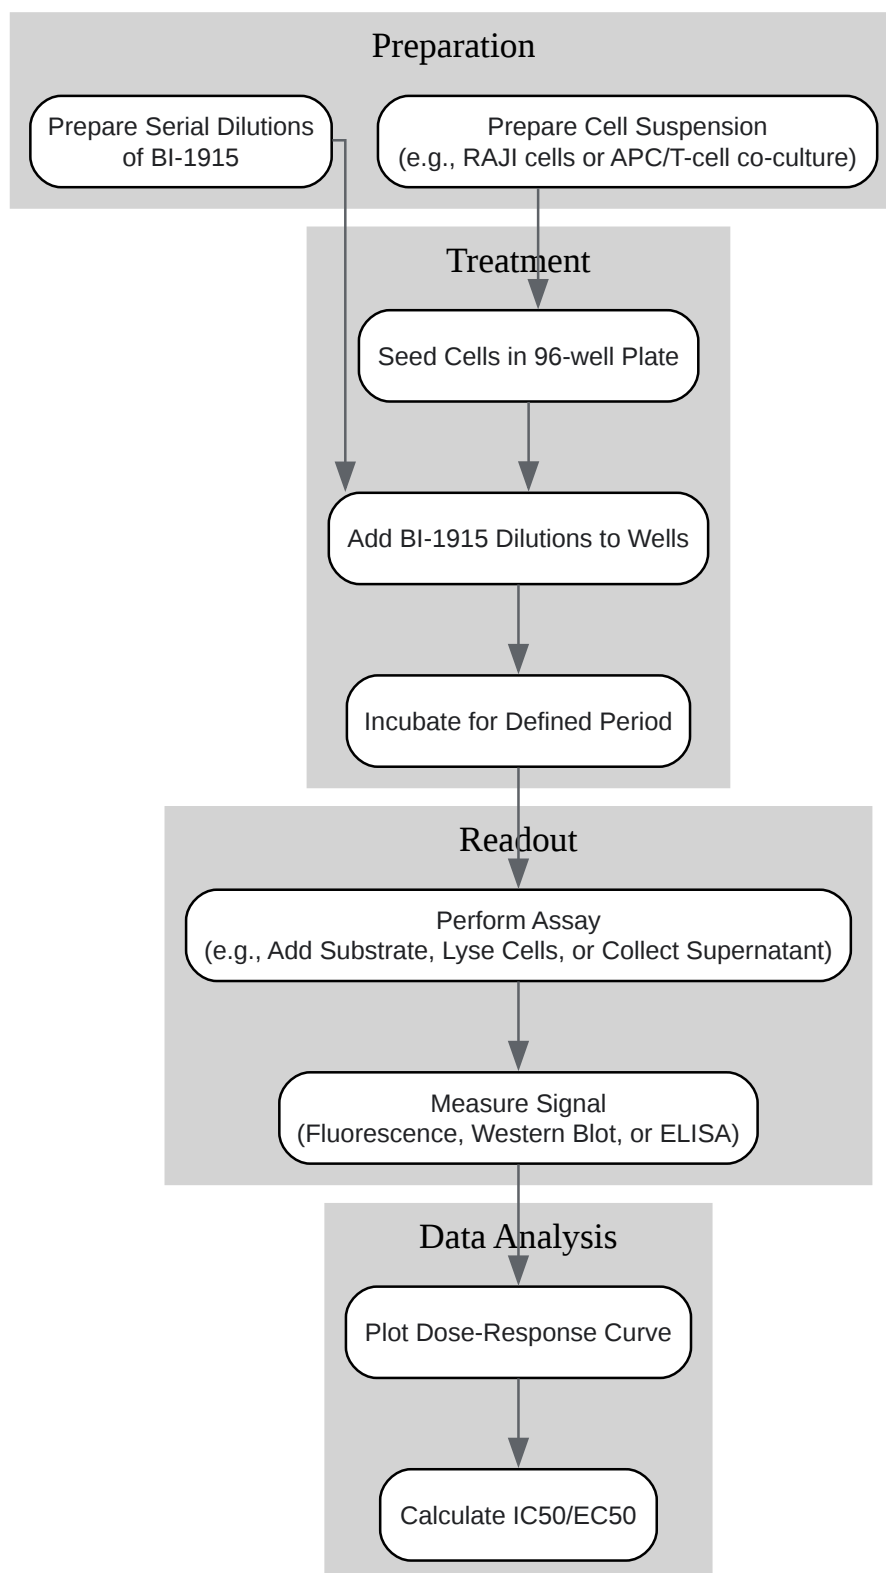 Preparation
Prepare Serial Dilutions
of BI-1915
Prepare Cell Suspension
(e.g., RAJI cells or APC/T-cell co-culture)
Treatment
Seed Cells in 96-well Plate
Add BI-1915 Dilutions to Wells
Incubate for Defined Period
Readout
Perform Assay
(e.g., Add Substrate, Lyse Cells, or Collect Supernatant)
Measure Signal
(Fluorescence, Western Blot, or ELISA)
Data Analysis
Plot Dose-Response Curve
Calculate IC50/EC50